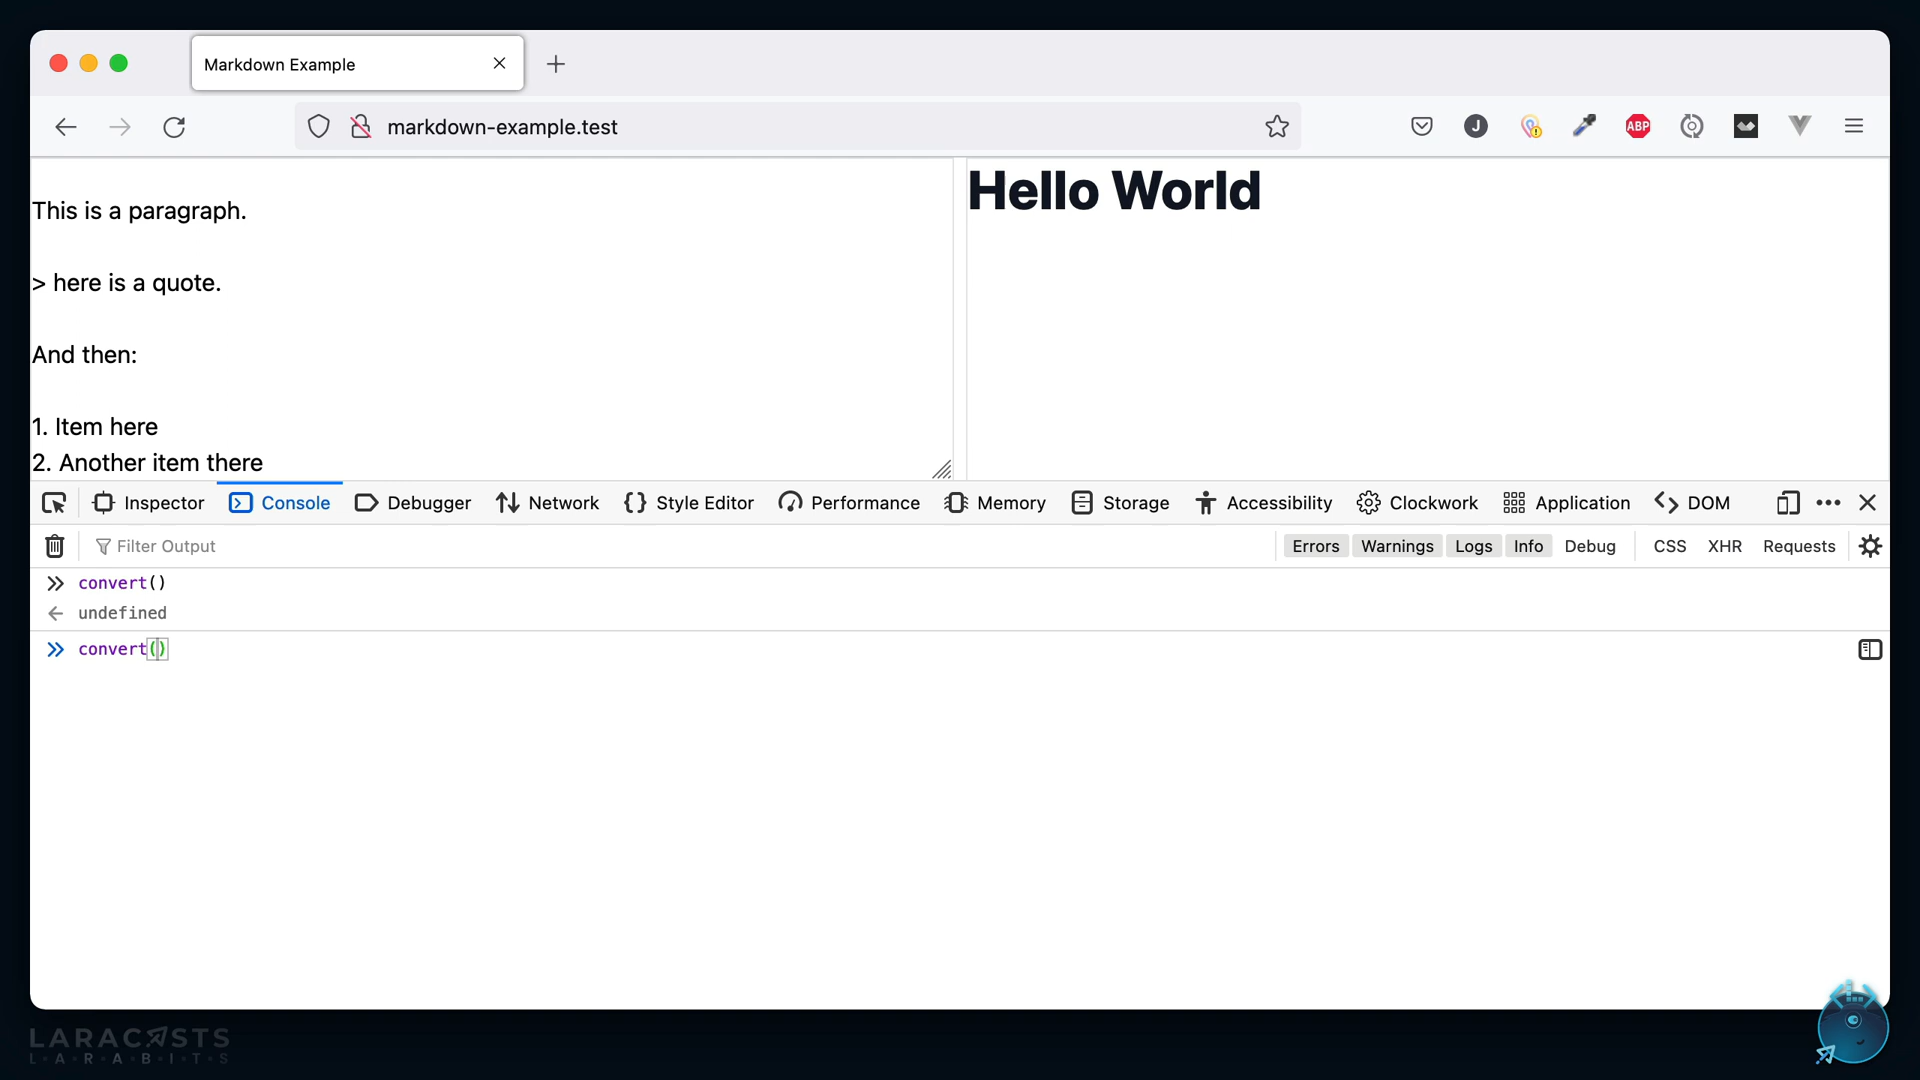 Markdown Example
markdown-example.test
J
ABP
This is a paragraph.
> here is a quote.
And then:
1. Item here
2. Another item there
Hello World
Inspector Console Debugger Network Style Editor Performance Memory Storage Accessibility Clockwork Application DOM
Filter Output Errors Warnings Logs Info Debug CSS XHR Requests
convert()
undefined
convert()
LARACASTS
L·A·R·A·B·I·T·S